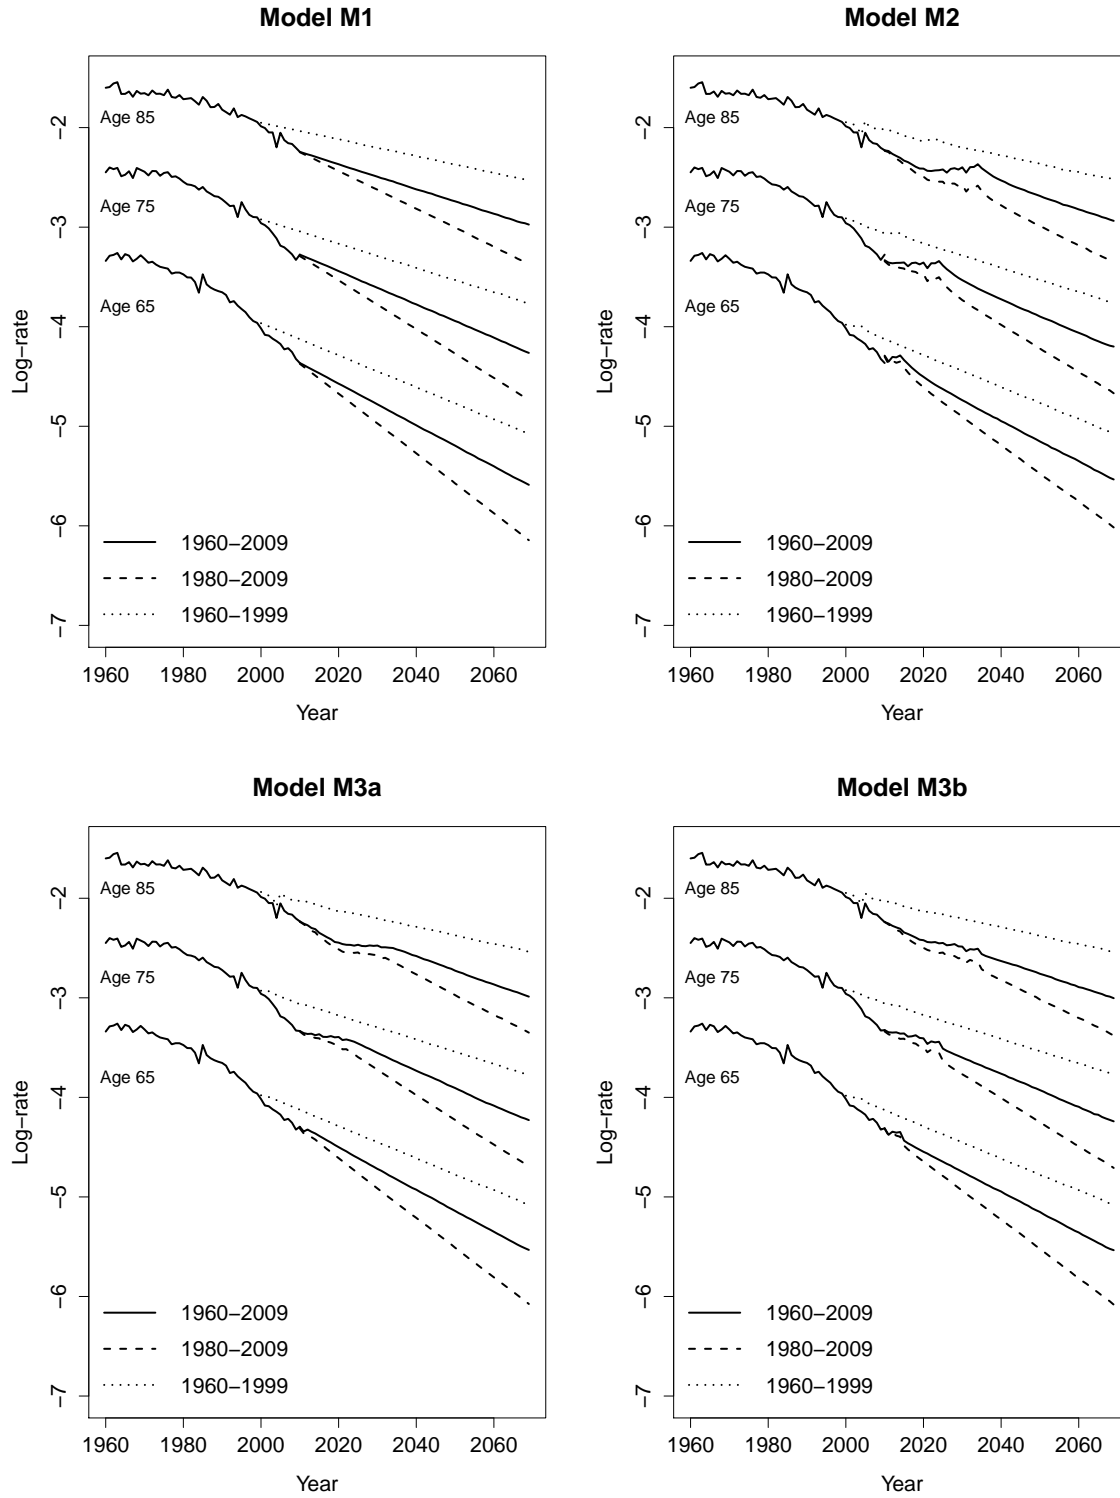 Model M1
Log−rate
−2
−3
−4
−5
−6
−7
Age 85
Age 75
Age 65
1960−2009
1980−2009
1960−1999
1960 1980 2000 2020 2040 2060
Year
Model M2
Log−rate
−2
−3
−4
−5
−6
−7
Age 85
Age 75
Age 65
1960−2009
1980−2009
1960−1999
1960 1980 2000 2020 2040 2060
Year
Model M3a
Log−rate
−2
−3
−4
−5
−6
−7
Age 85
Age 75
Age 65
1960−2009
1980−2009
1960−1999
1960 1980 2000 2020 2040 2060
Year
Model M3b
Log−rate
−2
−3
−4
−5
−6
−7
Age 85
Age 75
Age 65
1960−2009
1980−2009
1960−1999
1960 1980 2000 2020 2040 2060
Year